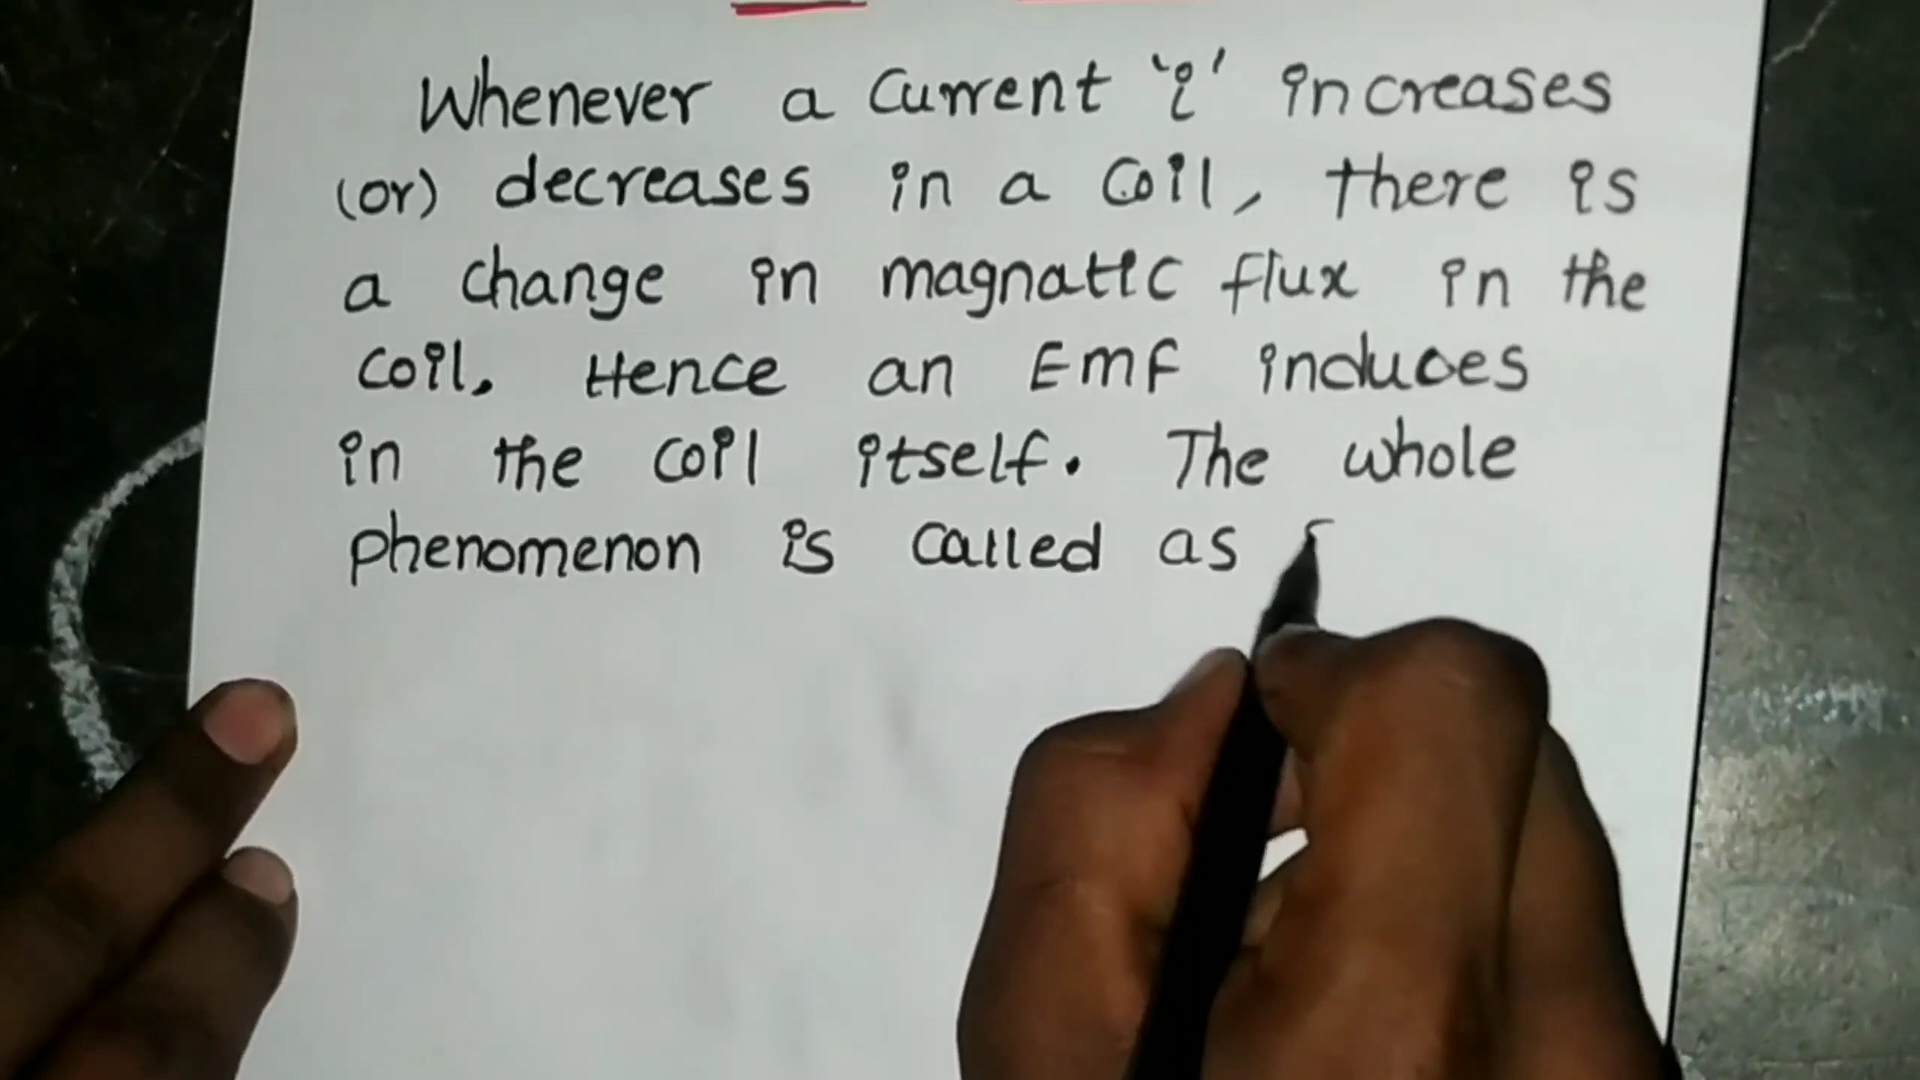 Whenever a current 'i' increases
(or) decreases in a coil, there is
a change in magnatic flux in the
coil. Hence an EmF induces
in the coil itself. The whole
phenomenon is called as